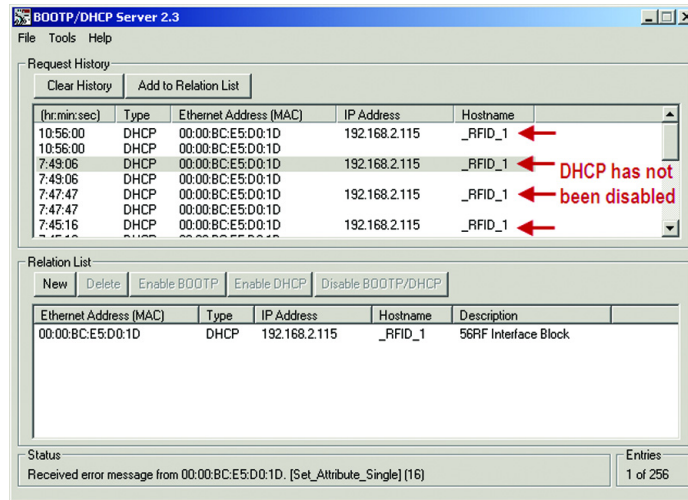 BOOTP/DHCP Server 2.3
File Tools Help
Request History
Clear History Add to Relation List
(hr:min:sec) Type Ethernet Address (MAC) IP Address Hostname
10:56:00 DHCP 00:00:BC:E5:D0:1D 192.168.2.115 _RFID_1
10:56:00 DHCP 00:00:BC:E5:D0:1D
7:49:06 DHCP 00:00:BC:E5:D0:1D 192.168.2.115 _RFID_1
7:49:06 DHCP 00:00:BC:E5:D0:1D
7:47:47 DHCP 00:00:BC:E5:D0:1D 192.168.2.115 _RFID_1
7:47:47 DHCP 00:00:BC:E5:D0:1D
7:45:16 DHCP 00:00:BC:E5:D0:1D 192.168.2.115 _RFID_1
DHCP has not
been disabled
Relation List
New Delete Enable BOOTP Enable DHCP Disable BOOTP/DHCP
Ethernet Address (MAC) Type IP Address Hostname Description
00:00:BC:E5:D0:1D DHCP 192.168.2.115 _RFID_1 56RF Interface Block
Status
Received error message from 00:00:BC:E5:D0:1D. [Set_Attribute_Single] (16)
Entries
1 of 256